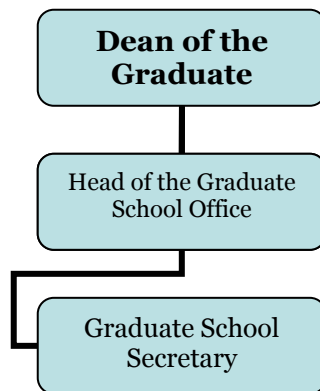 Dean of the
Graduate
Head of the Graduate
School Office
Graduate School
Secretary